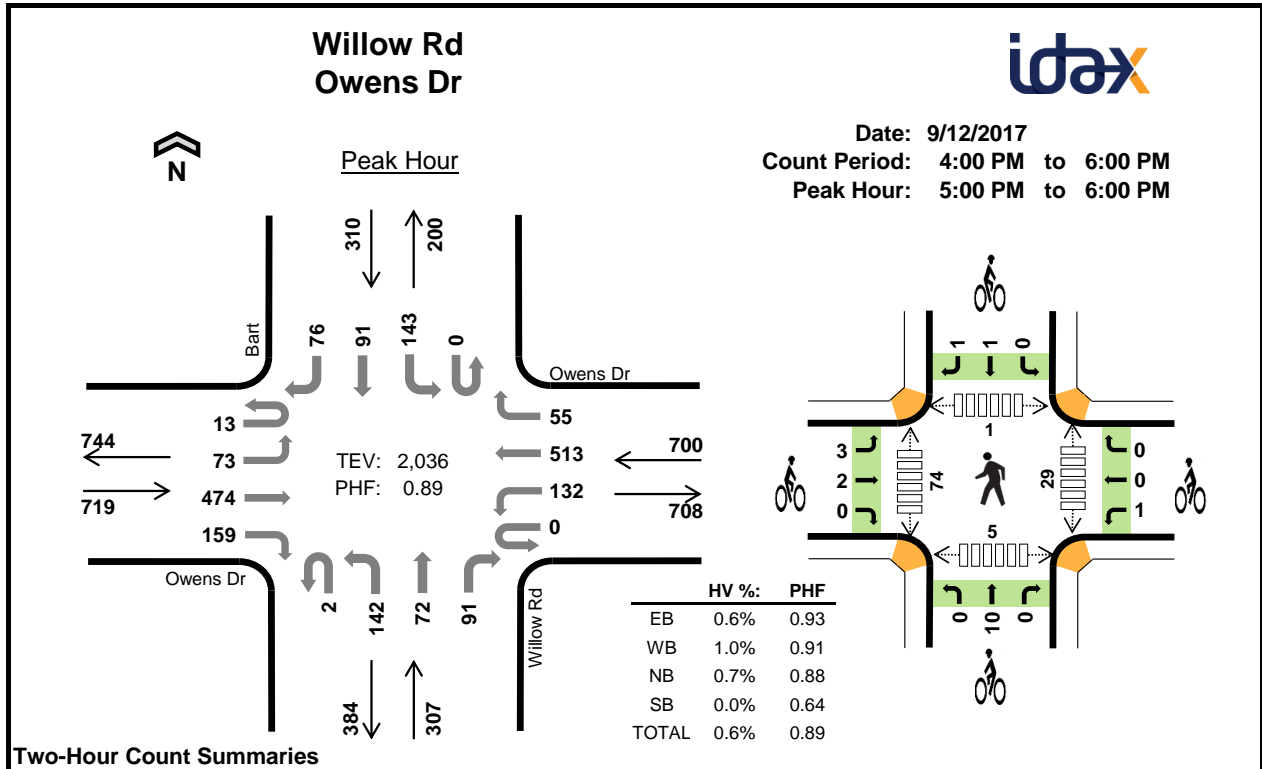 Willow Rd
Owens Dr
idax
Date: 9/12/2017
Count Period: 4:00 PM to 6:00 PM
Peak Hour: 5:00 PM to 6:00 PM
N
Peak Hour
310
200
Bart
76
91
143
0
Owens Dr
13
73
474
159
744
719
TEV: 2,036
PHF: 0.89
55
513
132
0
700
708
Owens Dr
2
142
72
91
Willow Rd
384
307
1 1 0
1
3
2
0
74
29
0
0
1
5
0 10 0
HV %: PHF
EB 0.6% 0.93
WB 1.0% 0.91
NB 0.7% 0.88
SB 0.0% 0.64
TOTAL 0.6% 0.89
Two-Hour Count Summaries